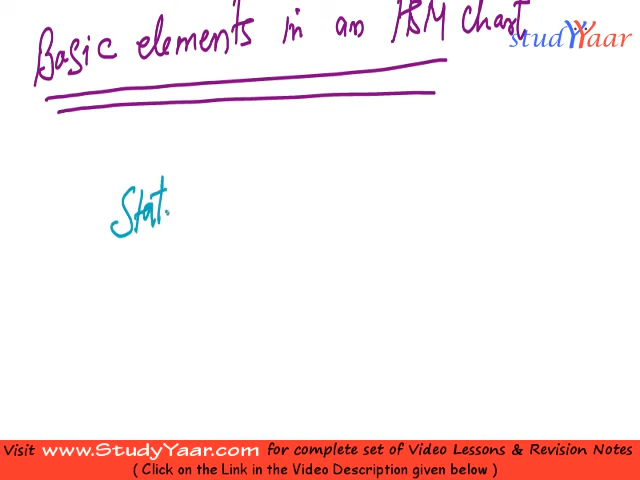 Basic elements in an ASM Chart
studYYaar
Stat
Visit www.StudyYaar.com for complete set of Video Lessons & Revision Notes
( Click on the Link in the Video Description given below )